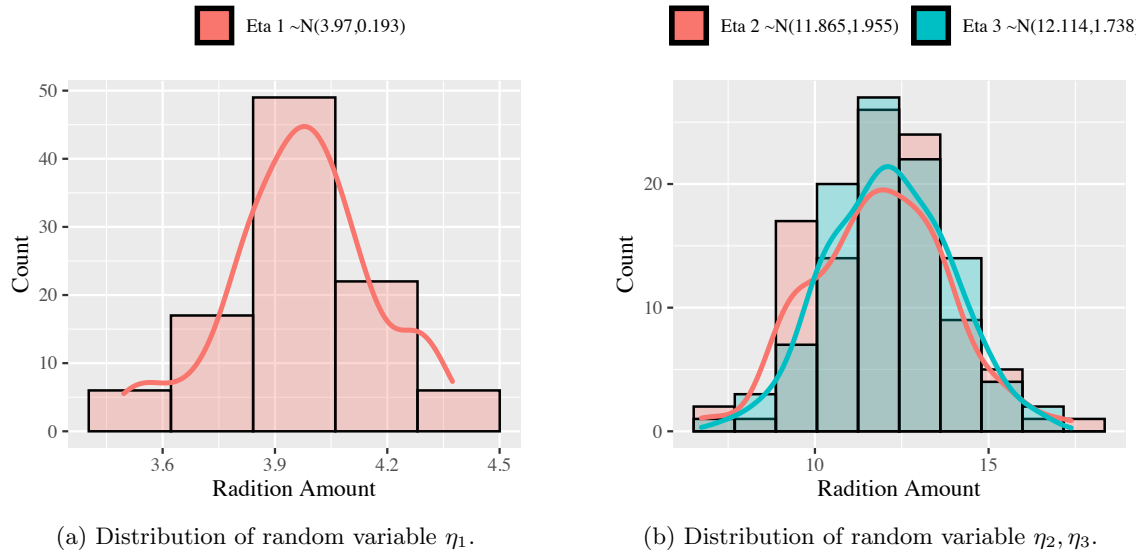 Eta 1 ~N(3.97,0.193)
50
40
30
20
10
0
Count
3.6 3.9 4.2 4.5
Radition Amount
(a) Distribution of random variable η₁.
Eta 2 ~N(11.865,1.955) Eta 3 ~N(12.114,1.738)
20
10
0
Count
10 15
Radition Amount
(b) Distribution of random variable η₂, η₃.